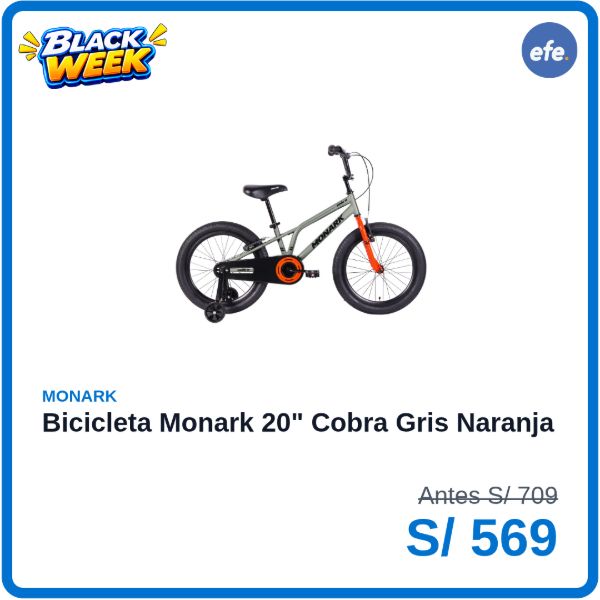 BLACK
WEEK
efe.
MONARK
MONARK
Bicicleta Monark 20" Cobra Gris Naranja
Antes S/ 709
S/ 569